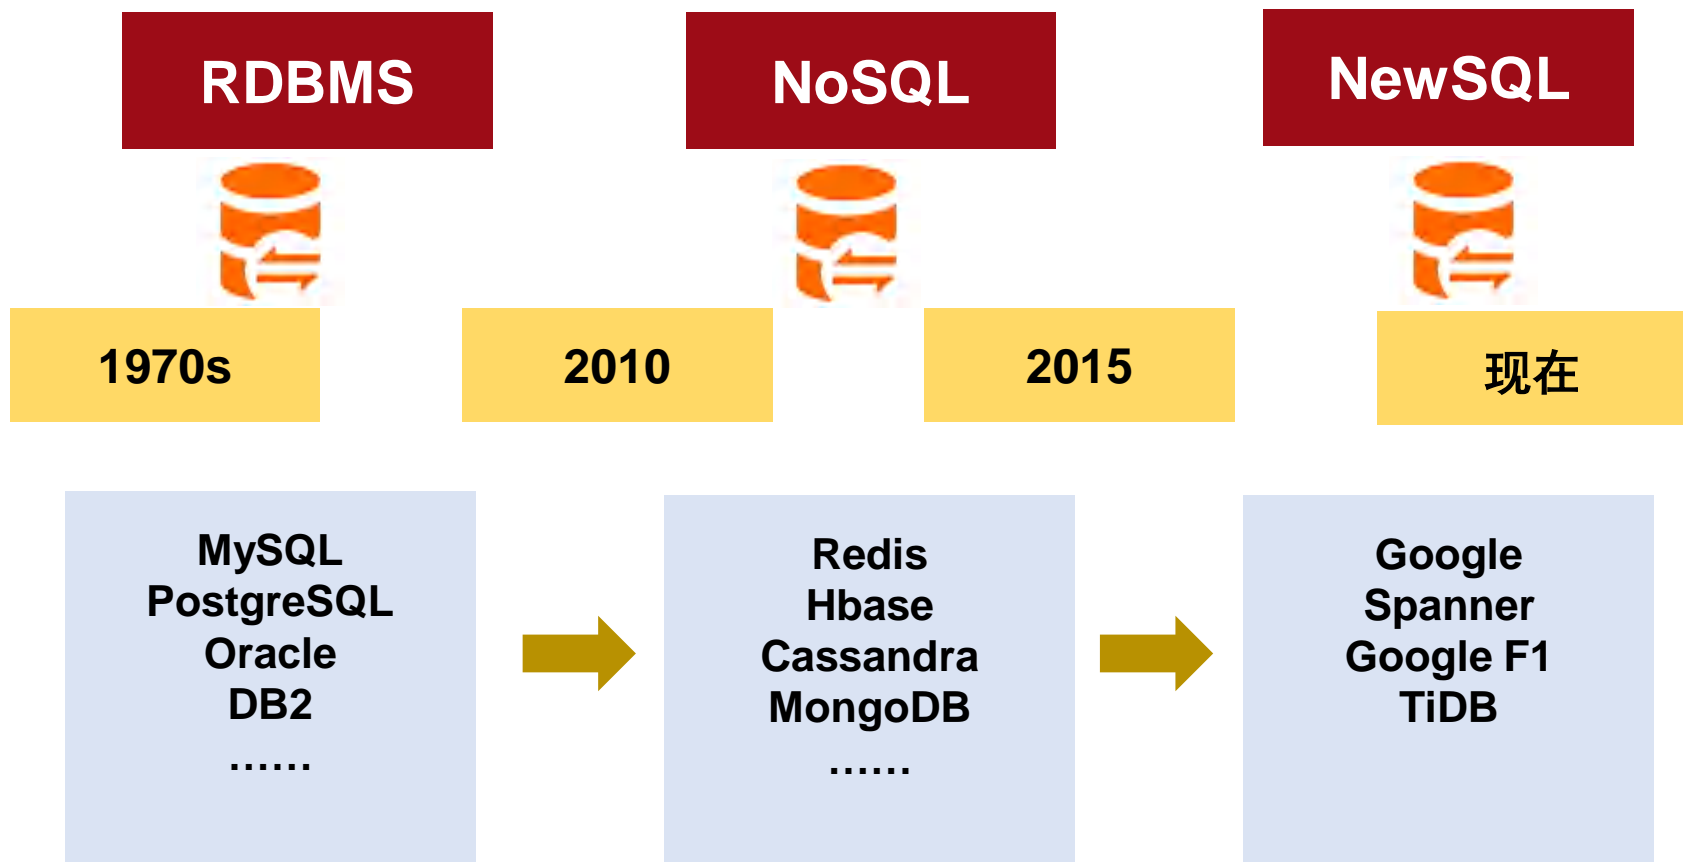 RDBMS
NoSQL
NewSQL
1970s
2010
2015
现在
MySQL
PostgreSQL
Oracle
DB2
……
Redis
Hbase
Cassandra
MongoDB
……
Google
Spanner
Google F1
TiDB